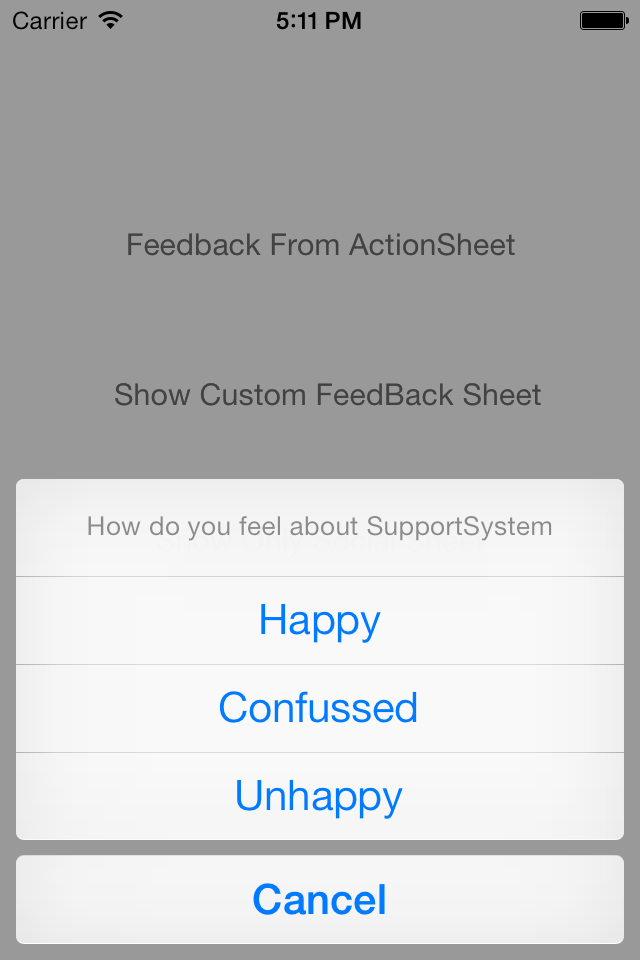 Carrier 5:11 PM
Feedback From ActionSheet
Show Custom FeedBack Sheet
How do you feel about SupportSystem
Happy
Confussed
Unhappy
Cancel